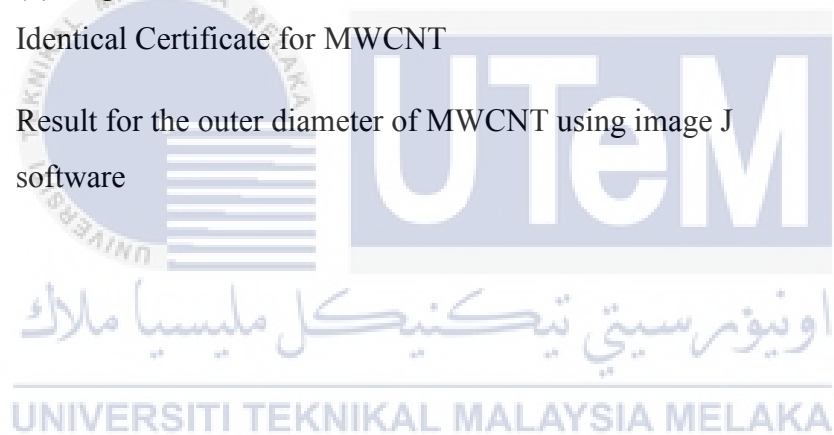 Identical Certificate for MWCNT
Result for the outer diameter of MWCNT using image J
software
UTeM
اونيۏرسيتي تيكنيكل مليسيا ملاك
UNIVERSITI TEKNIKAL MALAYSIA MELAKA